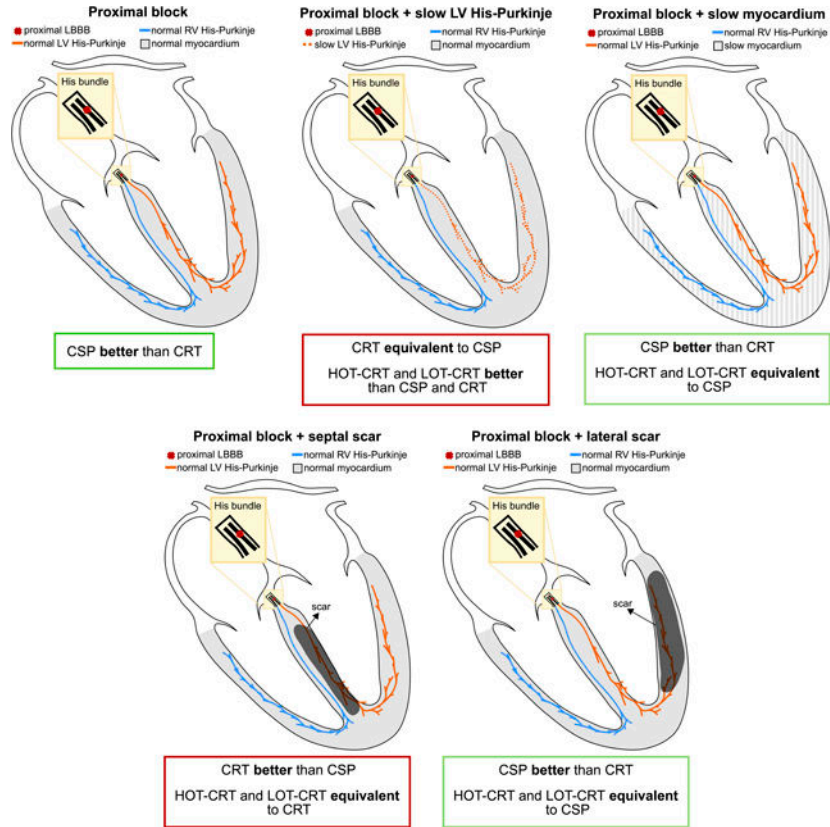 Proximal block
proximal LBBB normal RV His-Purkinje
normal LV His-Purkinje normal myocardium
His bundle
CSP better than CRT
Proximal block + slow LV His-Purkinje
proximal LBBB normal RV His-Purkinje
slow LV His-Purkinje normal myocardium
His bundle
CRT equivalent to CSP
HOT-CRT and LOT-CRT better
than CSP and CRT
Proximal block + slow myocardium
proximal LBBB normal RV His-Purkinje
normal LV His-Purkinje slow myocardium
His bundle
CSP better than CRT
HOT-CRT and LOT-CRT equivalent
to CSP
Proximal block + septal scar
proximal LBBB normal RV His-Purkinje
normal LV His-Purkinje normal myocardium
His bundle
scar
CRT better than CSP
HOT-CRT and LOT-CRT equivalent
to CRT
Proximal block + lateral scar
proximal LBBB normal RV His-Purkinje
normal LV His-Purkinje normal myocardium
His bundle
scar
CSP better than CRT
HOT-CRT and LOT-CRT equivalent
to CSP